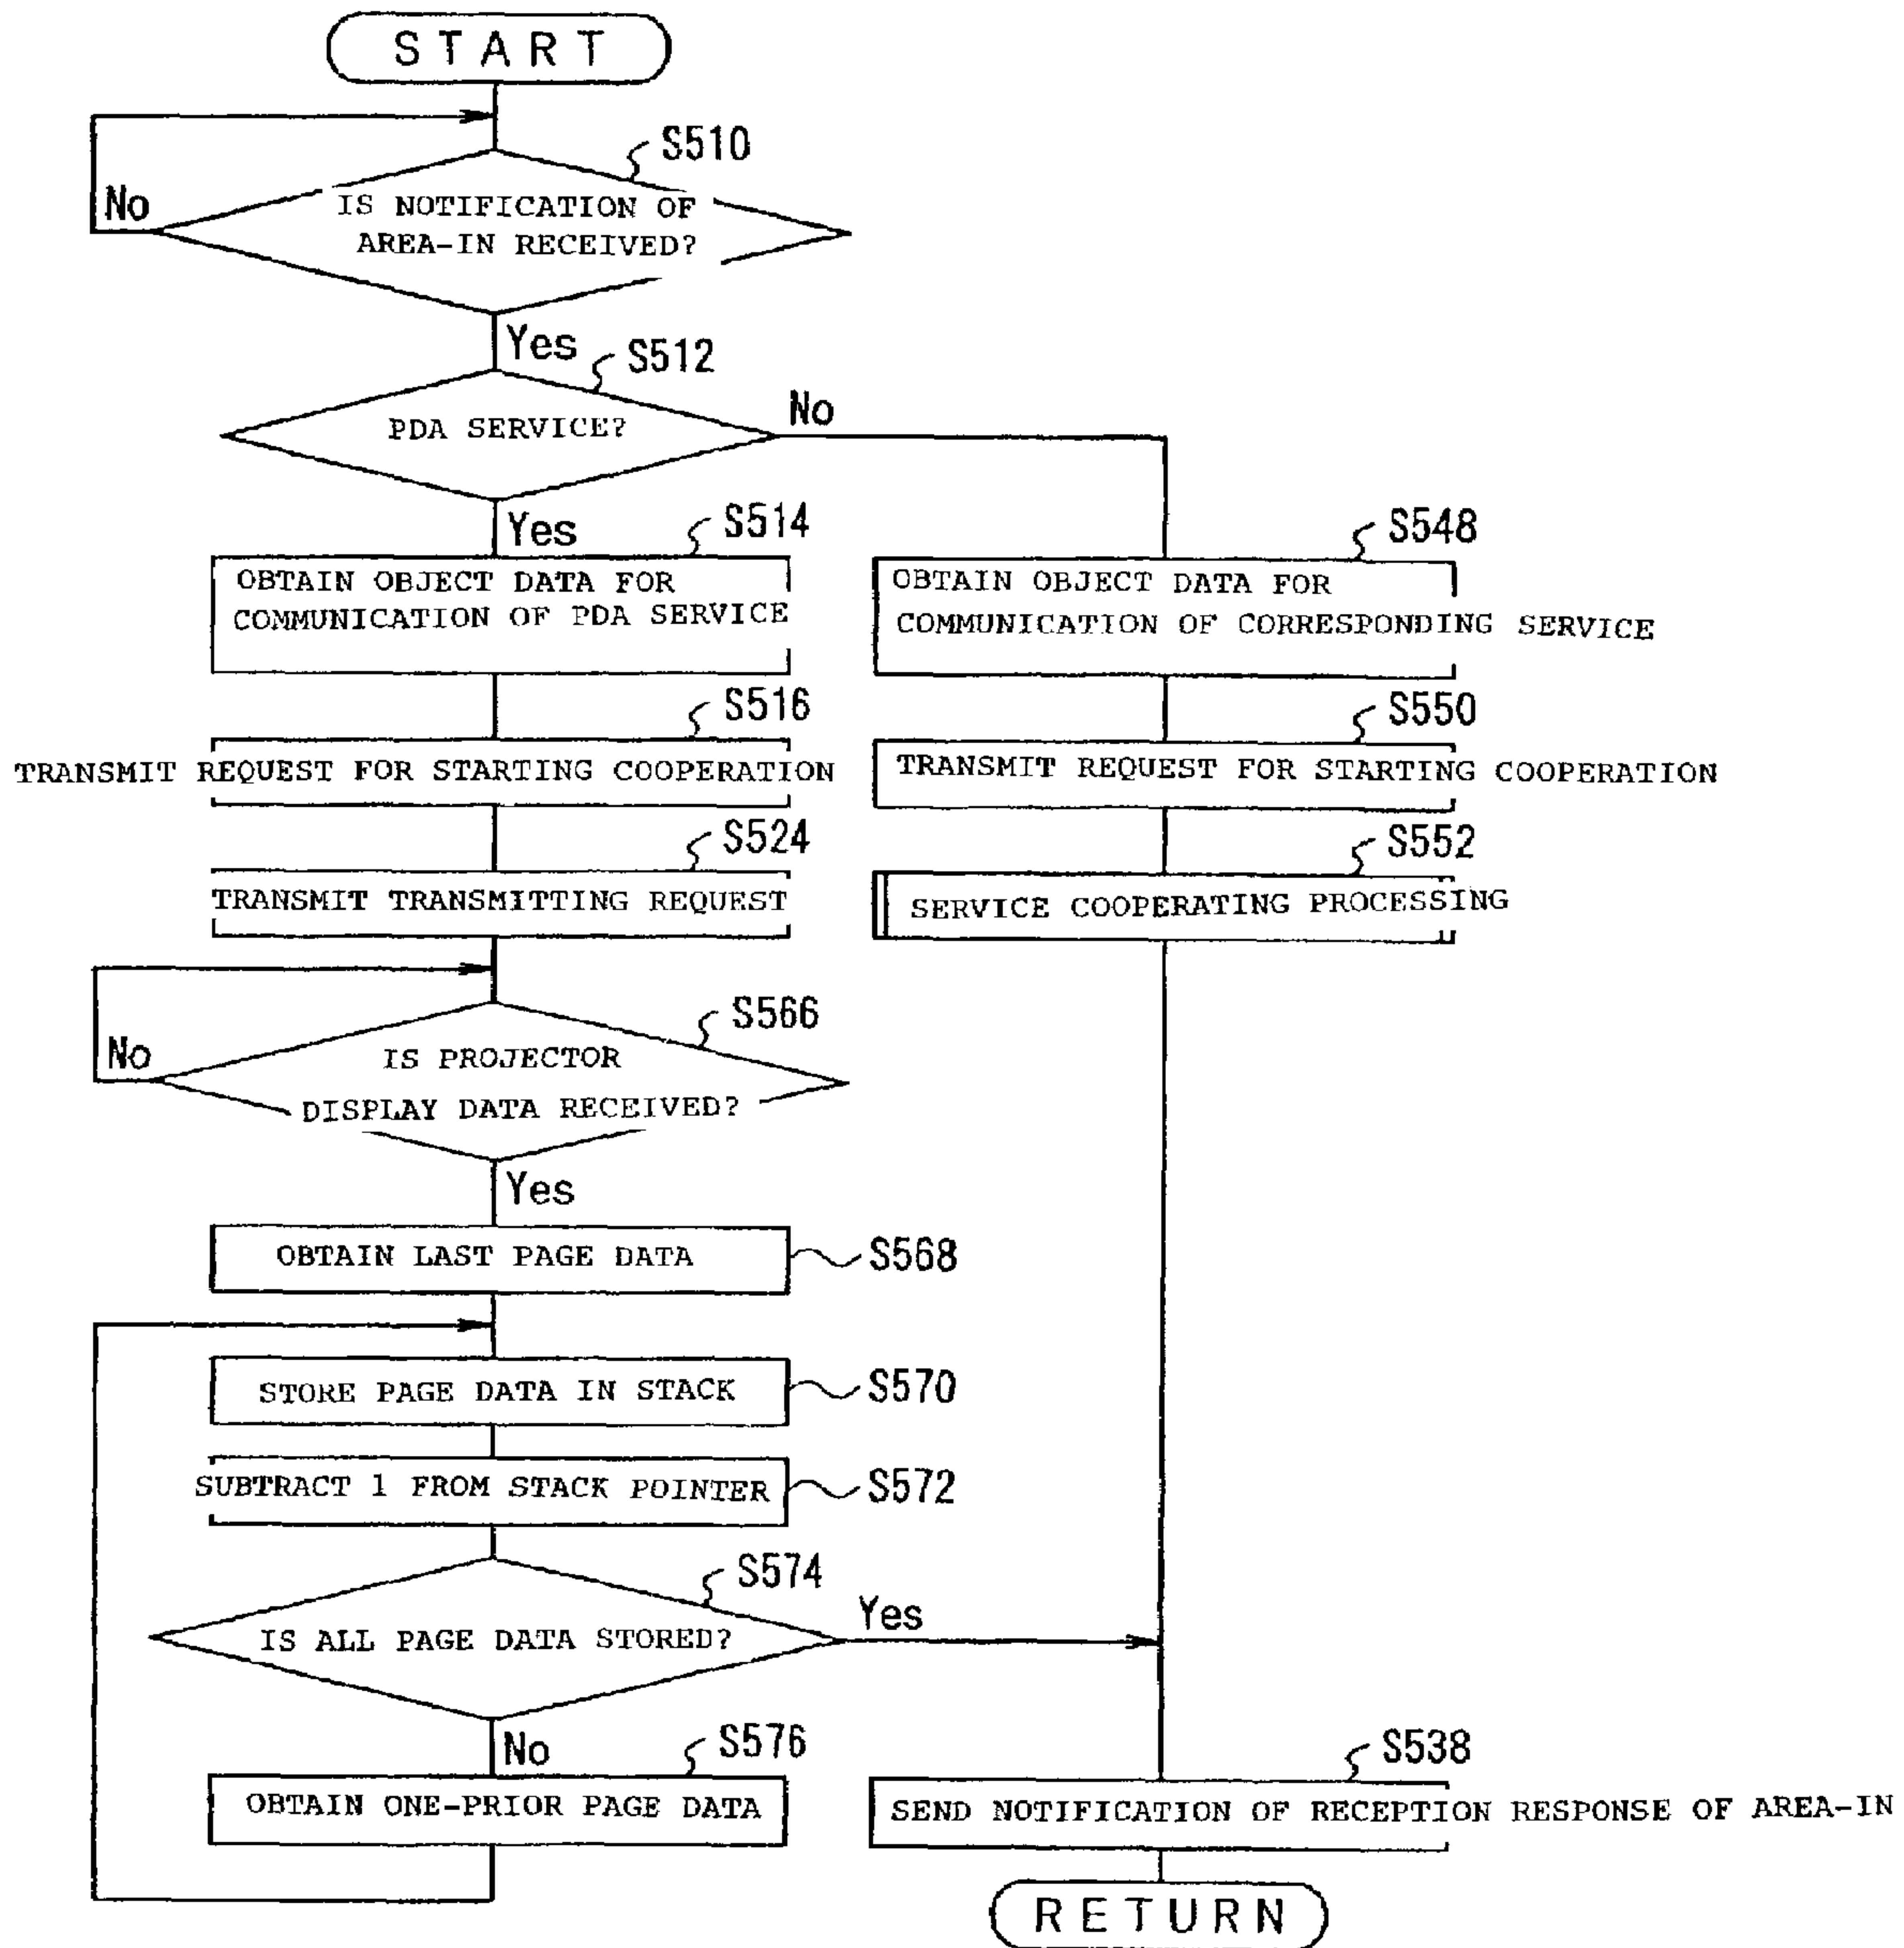 START
S510
No
IS NOTIFICATION OF
AREA-IN RECEIVED?
Yes
S512
PDA SERVICE?
No
Yes
S514
OBTAIN OBJECT DATA FOR
COMMUNICATION OF PDA SERVICE
S548
OBTAIN OBJECT DATA FOR
COMMUNICATION OF CORRESPONDING SERVICE
S516
TRANSMIT REQUEST FOR STARTING COOPERATION
S550
TRANSMIT REQUEST FOR STARTING COOPERATION
S524
TRANSMIT TRANSMITTING REQUEST
S552
SERVICE COOPERATING PROCESSING
S566
No
IS PROJECTOR
DISPLAY DATA RECEIVED?
Yes
OBTAIN LAST PAGE DATA
S568
STORE PAGE DATA IN STACK
S570
SUBTRACT 1 FROM STACK POINTER
S572
S574
IS ALL PAGE DATA STORED?
Yes
No
S576
OBTAIN ONE-PRIOR PAGE DATA
S538
SEND NOTIFICATION OF RECEPTION RESPONSE OF AREA-IN
RETURN